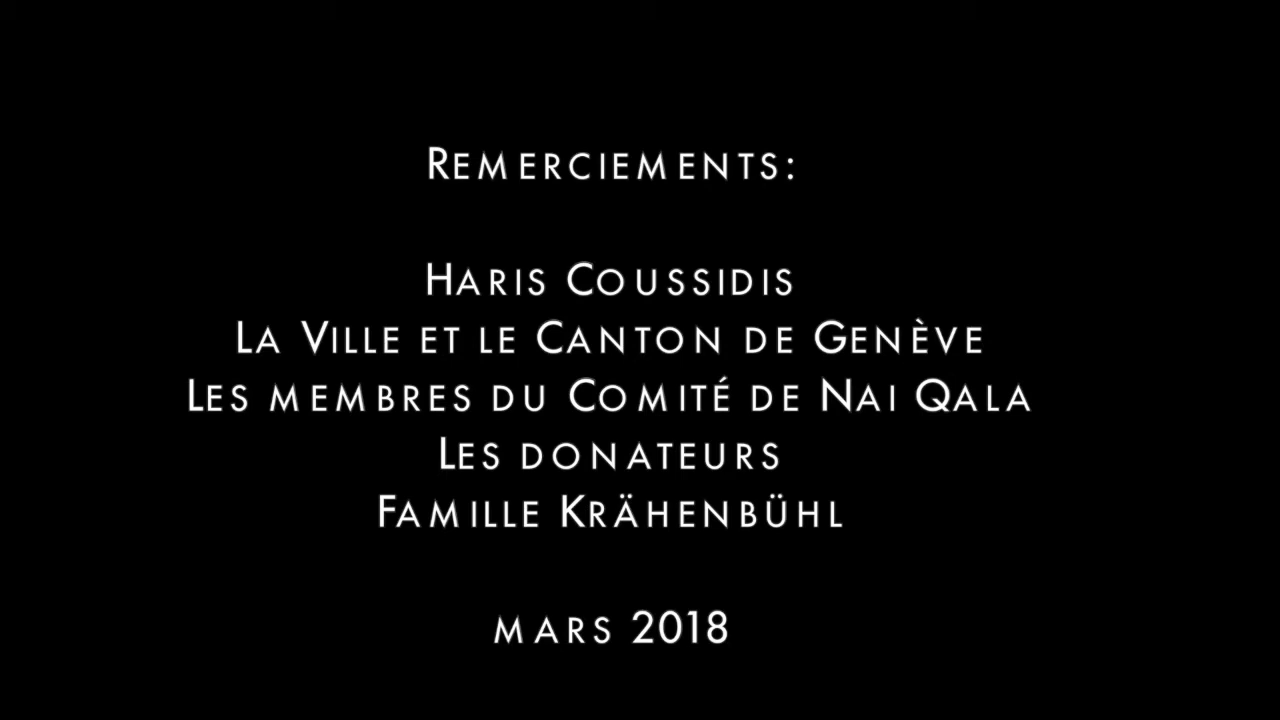 Remerciements:
Haris Coussidis
La Ville et le Canton de Genève
Les membres du Comité de Nai Qala
Les donateurs
Famille Krähenbühl
mars 2018